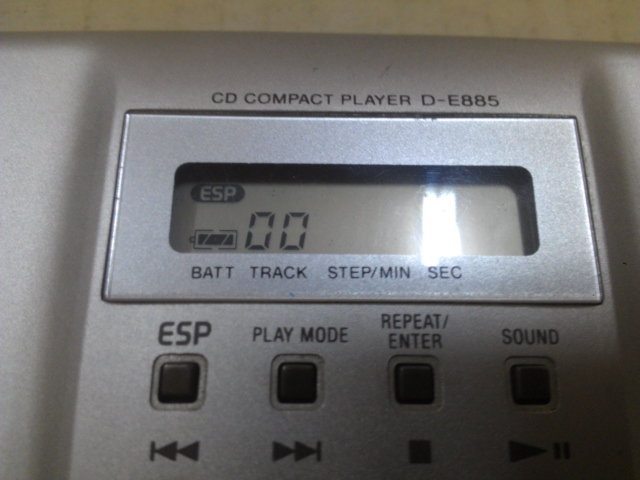 CD COMPACT PLAYER D-E885
ESP
00
BATT TRACK STEP/MIN SEC
ESP PLAY MODE REPEAT/ENTER SOUND